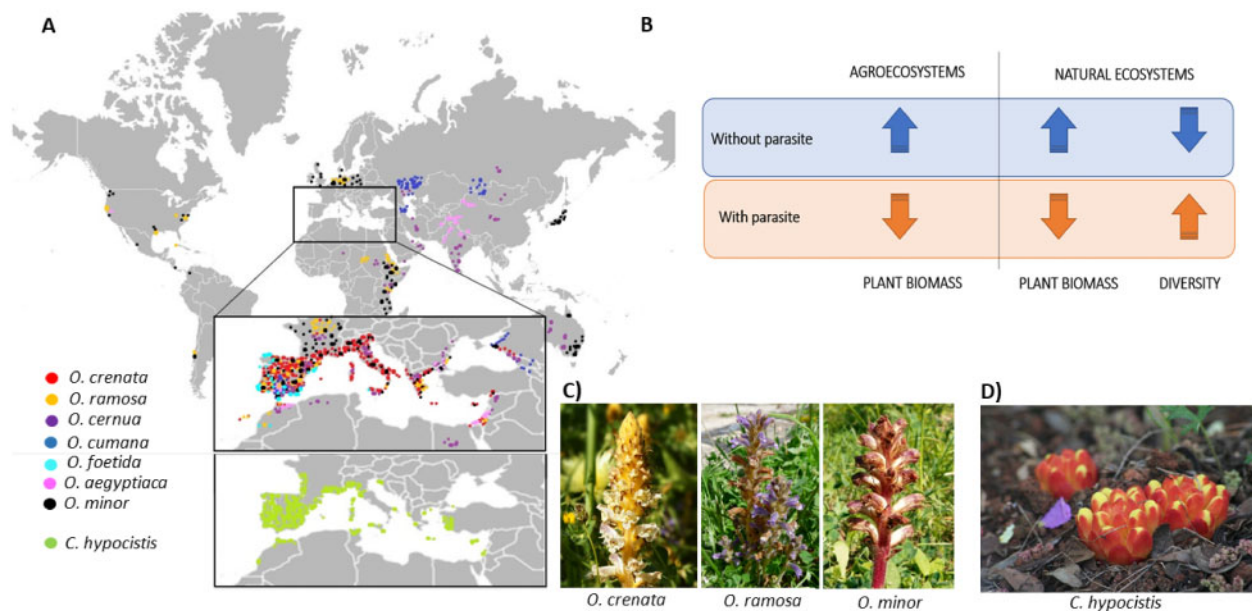 A
O. crenata
O. ramosa
O. cernua
O. cumana
O. foetida
O. aegyptiaca
O. minor
C. hypocistis
B
AGROECOSYSTEMS
NATURAL ECOSYSTEMS
Without parasite
With parasite
PLANT BIOMASS
PLANT BIOMASS
DIVERSITY
C)
O. crenata
O. ramosa
O. minor
D)
C. hypocistis